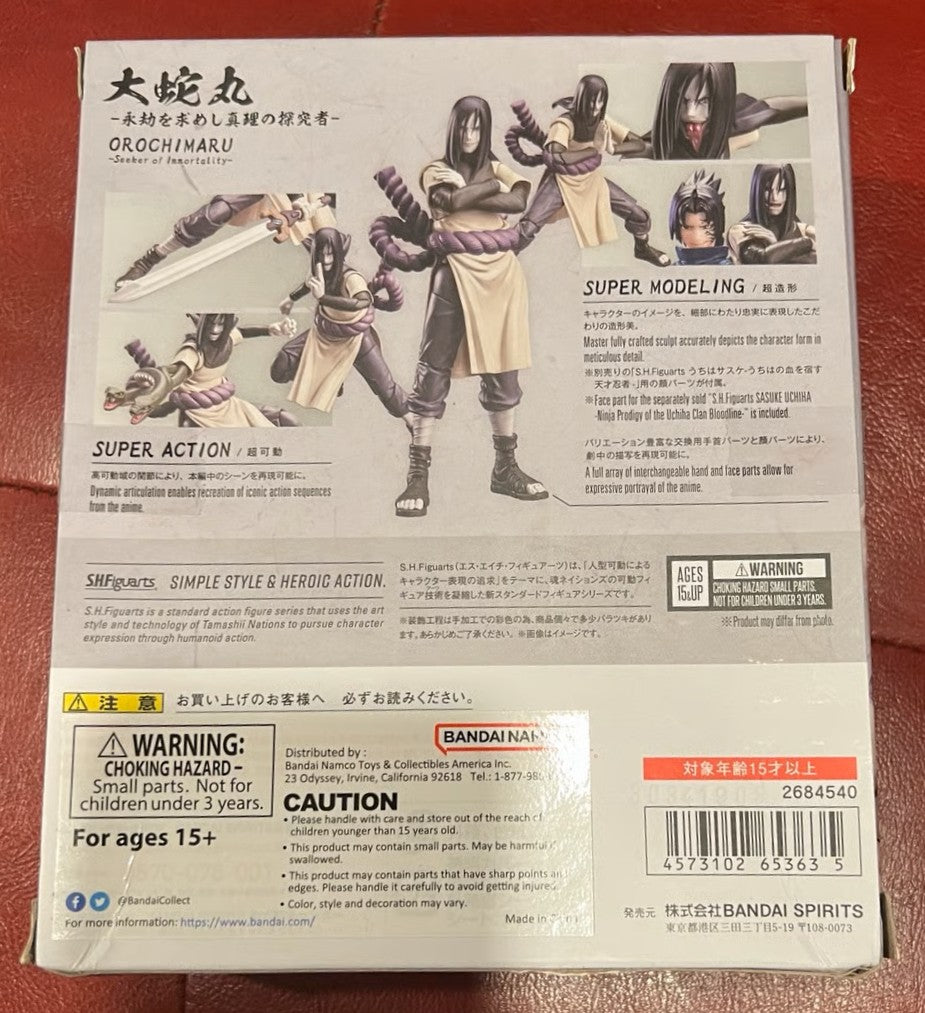 大蛇丸
-永劫を求めし真理の探究者-
OROCHIMARU
-Seeker of Immortality-
SUPER MODELING / 超造形
キャラクターのイメージを、細部にわたり忠実に表現したこだ
わりの造形美。
Master fully crafted sculpt accurately depicts the character form in
meticulous detail.
※別売りの「S.H.Figuarts うちはサスケ-うちはの血を宿す
天才忍者-」用の顔パーツが付属。
※Face part for the separately sold "S.H.Figuarts SASUKE UCHIHA
-Ninja Prodigy of the Uchiha Clan Bloodline-" is included.
バリエーション豊富な交換用手首パーツと顔パーツにより、
劇中の描写を再現可能に。
A full array of interchangeable hand and face parts allow for
expressive portrayal of the anime.
SUPER ACTION / 超可動
高可動域の関節により、本編中のシーンを再現可能に。
Dynamic articulation enables recreation of iconic action sequences
from the anime.
S.H.Figuarts SIMPLE STYLE & HEROIC ACTION.
S.H.Figuarts is a standard action figure series that uses the art
style and technology of Tamashii Nations to pursue character
expression through humanoid action.
S.H.Figuarts(エス・エイチ・フィギュアーツ)は、「人型可動による
キャラクター表現の追求」をテーマに、魂ネイションズの可動フィ
ギュア技術を凝縮した新スタンダードフィギュアシリーズです。
※装飾工程は手加工での彩色の為、商品個々で多少バラツキがあり
ます。あらかじめご了承ください。 ※画像はイメージです。
AGES
15&UP
⚠WARNING
CHOKING HAZARD SMALL PARTS.
NOT FOR CHILDREN UNDER 3 YEARS.
※Product may differ from photo.
⚠ 注意 お買い上げのお客様へ 必ずお読みください。
⚠ WARNING:
CHOKING HAZARD –
Small parts. Not for
children under 3 years.
For ages 15+
@BandaiCollect
For more information: https://www.bandai.com/
BANDAI NAM
Distributed by :
Bandai Namco Toys & Collectibles America Inc.
23 Odyssey, Irvine, California 92618 Tel.: 1-877-98
CAUTION
• Please handle with care and store out of the reach of
children younger than 15 years old.
• This product may contain small parts. May be harmful if
swallowed.
• This product may contain parts that have sharp points an
edges. Please handle it carefully to avoid getting injured.
• Color, style and decoration may vary.
Made in
対象年齢15才以上
2684540
4573102 65363 5
発売元 株式会社BANDAI SPIRITS
東京都港区三田三丁目5-19 〒108-0073